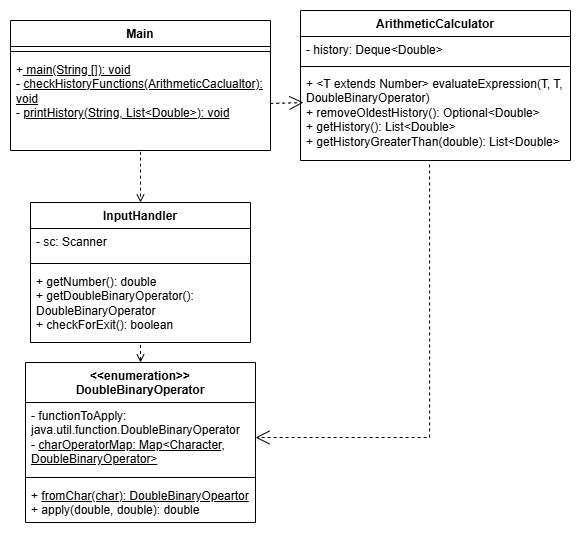 Main
+ main(String []): void
- checkHistoryFunctions(ArithmeticCaclualtor):
void
- printHistory(String, List<Double>): void
ArithmeticCalculator
- history: Deque<Double>
+ <T extends Number> evaluateExpression(T, T,
DoubleBinaryOperator)
+ removeOldestHistory(): Optional<Double>
+ getHistory(): List<Double>
+ getHistoryGreaterThan(double): List<Double>
InputHandler
- sc: Scanner
+ getNumber(): double
+ getDoubleBinaryOperator():
DoubleBinaryOperator
+ checkForExit(): boolean
<<enumeration>>
DoubleBinaryOperator
- functionToApply:
java.util.function.DoubleBinaryOperator
- charOperatorMap: Map<Character,
DoubleBinaryOperator>
+ fromChar(char): DoubleBinaryOpeartor
+ apply(double, double): double